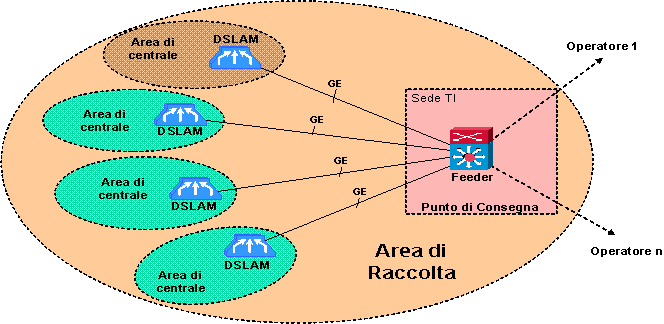 Area di
centrale
DSLAM
GE
Operatore 1
Area di
centrale
DSLAM
GE
Sede TI
Feeder
Area di
centrale
DSLAM
GE
GE
Punto di Consegna
Area di
centrale
DSLAM
Area di
Raccolta
Operatore n